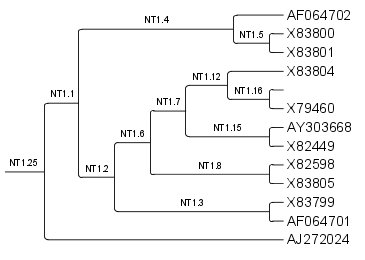 AF064702
NT1.4
X83800
NT1.5
X83801
X83804
NT1.12
NT1.16
NT1.1
NT1.7
X79460
AY303668
NT1.15
NT1.6
X82449
NT1.25
X82598
NT1.2
NT1.8
X83805
X83799
NT1.3
AF064701
AJ272024